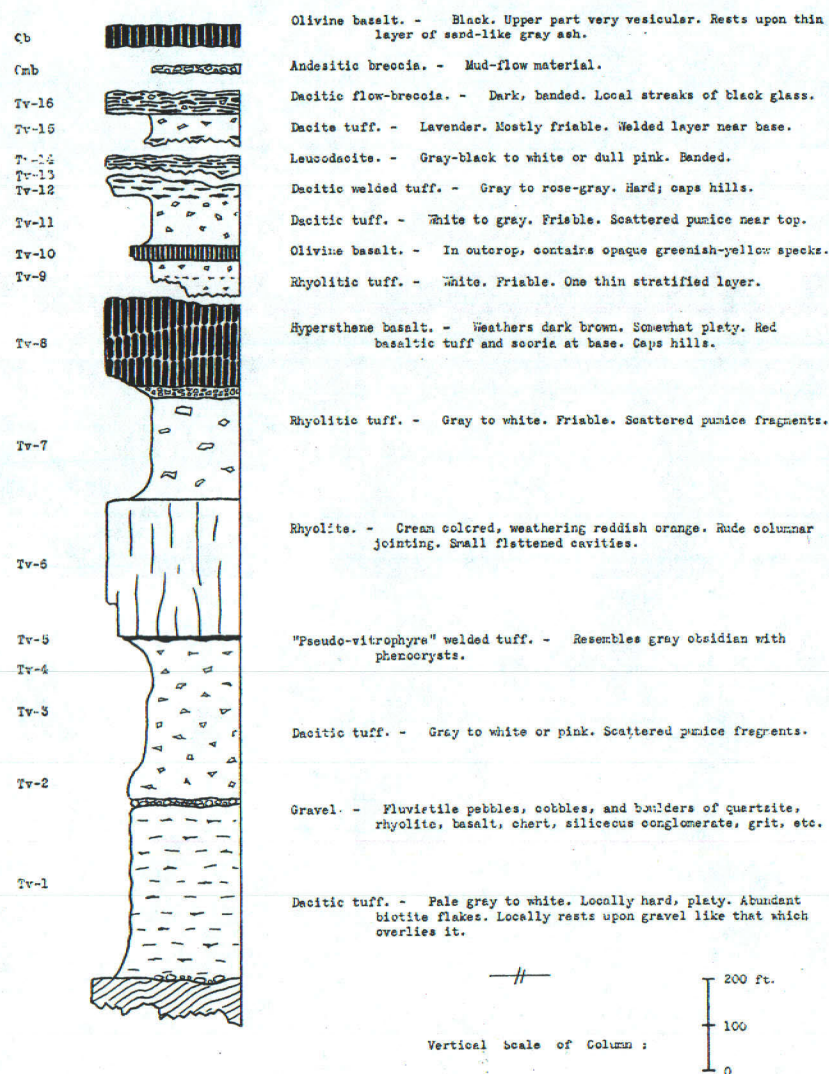 Qb
Olivine basalt. - Black. Upper part very vesicular. Rests upon thin
layer of sand-like gray ash.
Qmb
Andesitic breccia. - Mud-flow material.
Tv-16
Dacitic flow-breccia. - Dark, banded. Local streaks of black glass.
Tv-15
Dacite tuff. - Lavender. Mostly friable. Welded layer near base.
Tv-14
Leucodacite. - Gray-black to white or dull pink. Banded.
Tv-13
Tv-12
Dacitic welded tuff. - Gray to rose-gray. Hard; caps hills.
Tv-11
Dacitic tuff. - White to gray. Friable. Scattered pumice near top.
Tv-10
Olivine basalt. - In outcrop, contains opaque greenish-yellow specks.
Tv-9
Rhyolitic tuff. - White. Friable. One thin stratified layer.
Tv-8
Hypersthene basalt. - Weathers dark brown. Somewhat platy. Red
basaltic tuff and scoria at base. Caps hills.
Tv-7
Rhyolitic tuff. - Gray to white. Friable. Scattered pumice fragments.
Tv-6
Rhyolite. - Cream colored, weathering reddish orange. Rude columnar
jointing. Small flattened cavities.
Tv-5
"Pseudo-vitrophyre" welded tuff. - Resembles gray obsidian with
phenocrysts.
Tv-4
Tv-3
Dacitic tuff. - Gray to white or pink. Scattered pumice fragments.
Tv-2
Gravel. - Fluviatile pebbles, cobbles, and boulders of quartzite,
rhyolite, basalt, chert, siliceous conglomerate, grit, etc.
Tv-1
Dacitic tuff. - Pale gray to white. Locally hard, platy. Abundant
biotite flakes. Locally rests upon gravel like that which
overlies it.
200 ft.
100
Vertical Scale of Column :
0